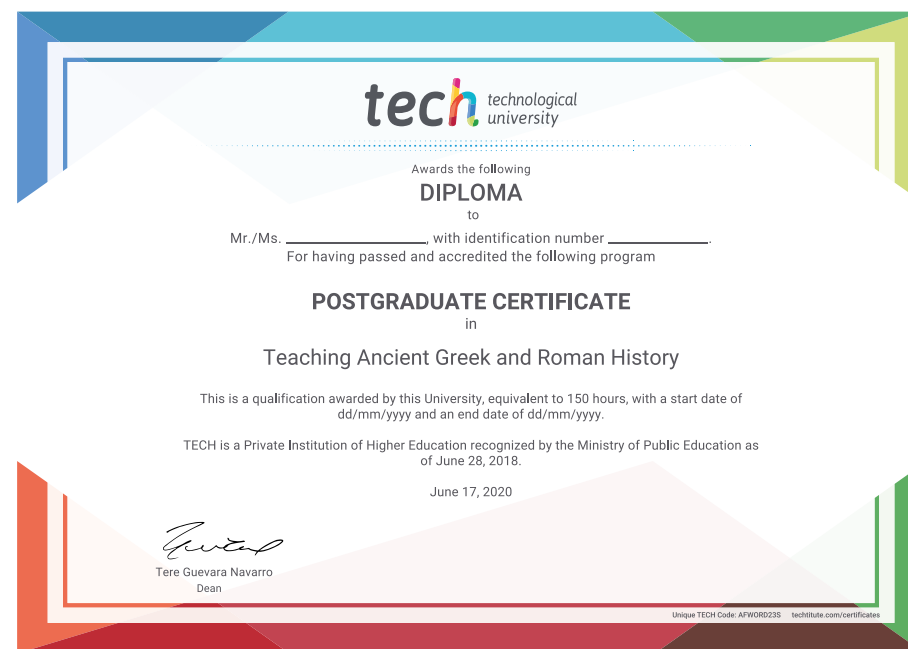 tech technological
university
Awards the following
DIPLOMA
to
Mr./Ms. ____________________, with identification number ______________.
For having passed and accredited the following program
POSTGRADUATE CERTIFICATE
in
Teaching Ancient Greek and Roman History
This is a qualification awarded by this University, equivalent to 150 hours, with a start date of
dd/mm/yyyy and an end date of dd/mm/yyyy.
TECH is a Private Institution of Higher Education recognized by the Ministry of Public Education as
of June 28, 2018.
June 17, 2020
Tere Guevara Navarro
Dean
Unique TECH Code: AFWORD23S techtitute.com/certificates